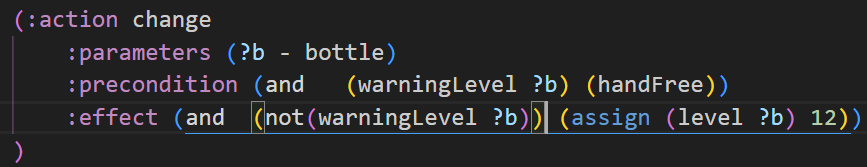 (:action change
    :parameters (?b - bottle)
    :precondition (and   (warningLevel ?b) (handFree))
    :effect (and  (not(warningLevel ?b)) (assign (level ?b) 12))
)